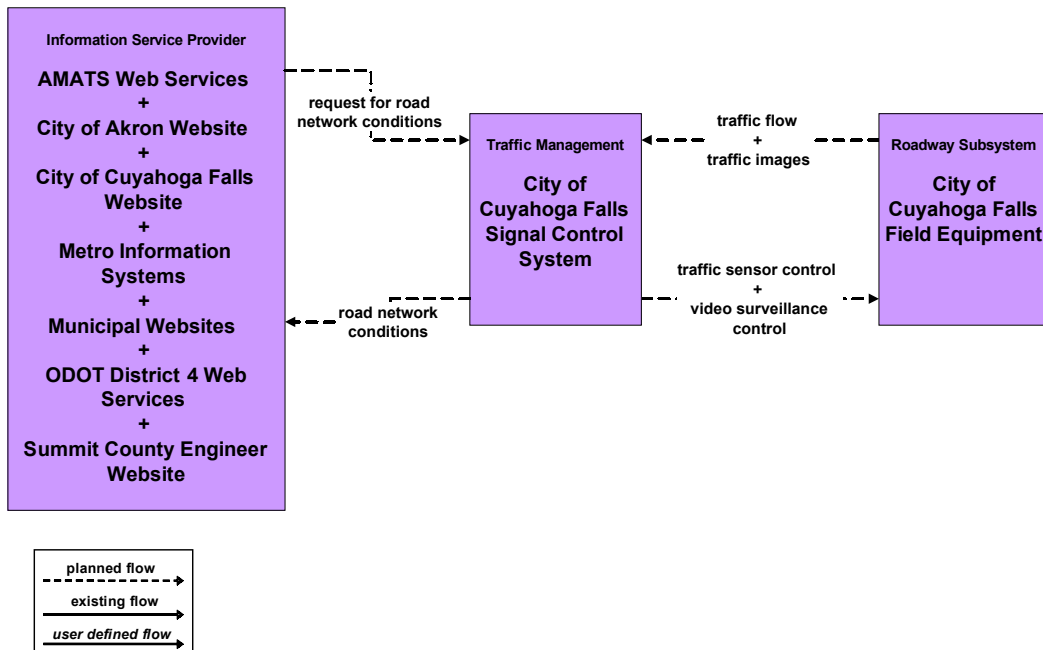 Information Service Provider
AMATS Web Services
+
City of Akron Website
+
City of Cuyahoga Falls
Website
+
Metro Information
Systems
+
Municipal Websites
+
ODOT District 4 Web
Services
+
Summit County Engineer
Website
request for road
network conditions
road network
conditions
Traffic Management
City of
Cuyahoga Falls
Signal Control
System
traffic flow
+
traffic images
traffic sensor control
+
video surveillance
control
Roadway Subsystem
City of
Cuyahoga Falls
Field Equipment
planned flow
existing flow
user defined flow